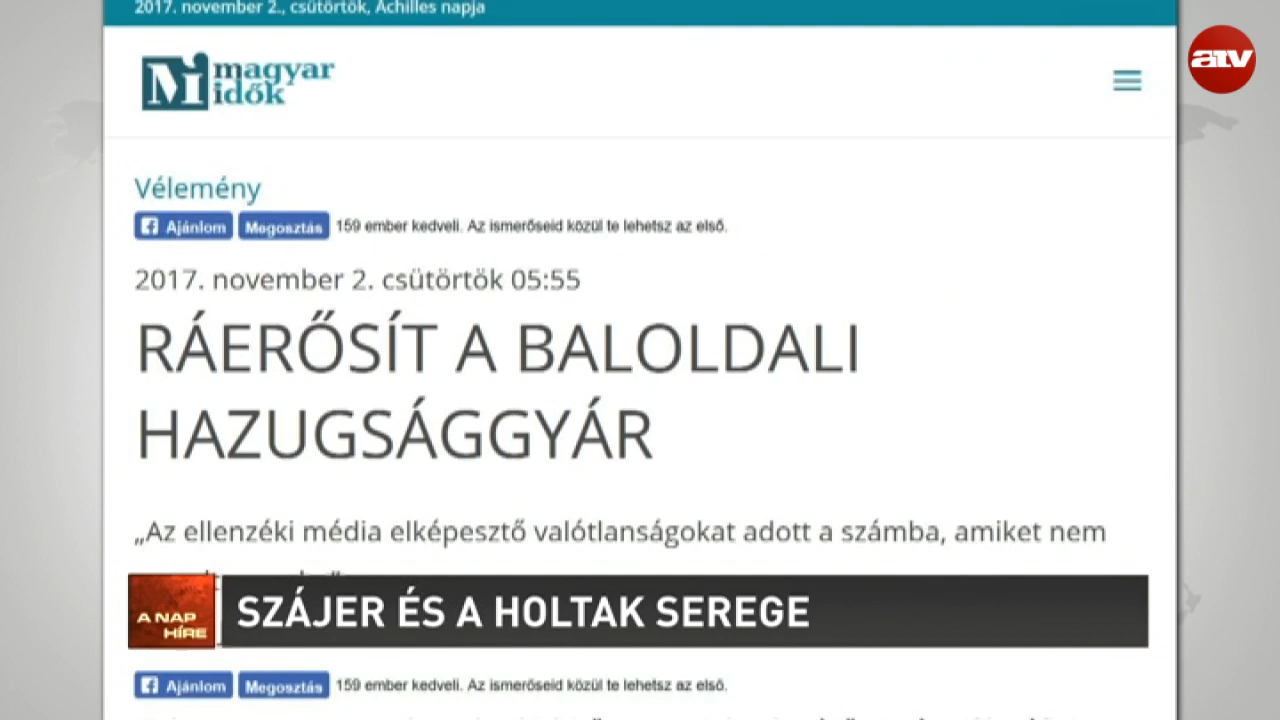 2017. november 2., csütörtök, Achilles napja
atv
Mi magyar
idők
Vélemény
Ajánlom Megosztás 159 ember kedveli. Az ismerőseid közül te lehetsz az első.
2017. november 2. csütörtök 05:55
RÁERŐSÍT A BALOLDALI
HAZUGSÁGGYÁR
„Az ellenzéki média elképesztő valótlanságokat adott a számba, amiket nem
A NAP
HÍRE
SZÁJER ÉS A HOLTAK SEREGE
Ajánlom Megosztás 159 ember kedveli. Az ismerőseid közül te lehetsz az első.